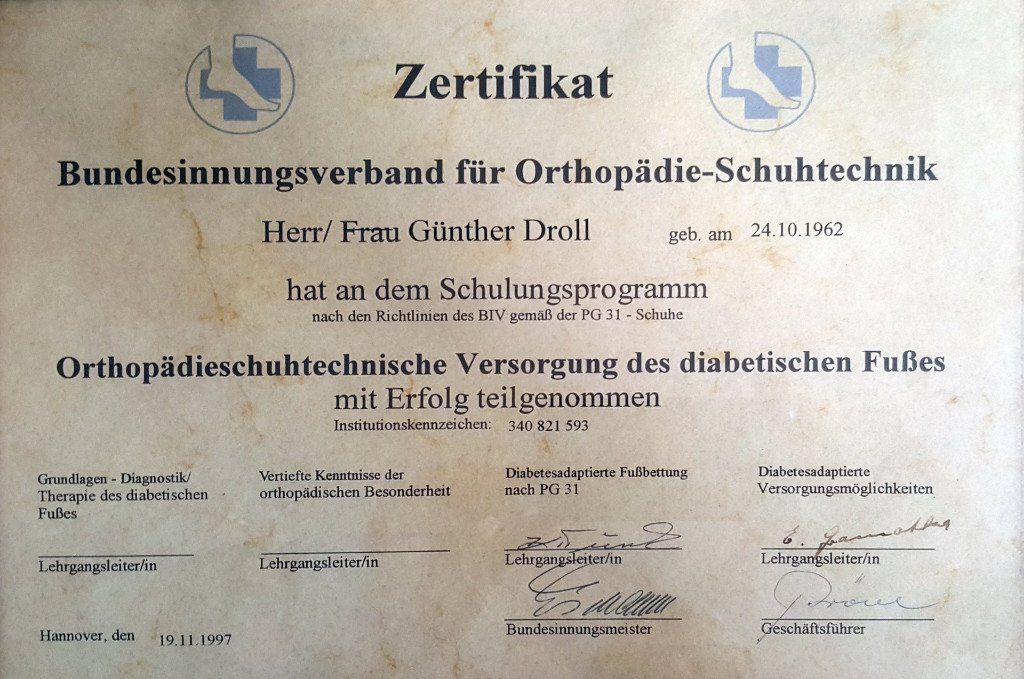 Zertifikat
Bundesinnungsverband für Orthopädie-Schuhtechnik
Herr/ Frau Günther Droll geb. am 24.10.1962
hat an dem Schulungsprogramm
nach den Richtlinien des BIV gemäß der PG 31 - Schuhe
Orthopädieschuhtechnische Versorgung des diabetischen Fußes
mit Erfolg teilgenommen
Institutionskennzeichen: 340 821 593
Grundlagen - Diagnostik/
Therapie des diabetischen
Fußes
Lehrgangsleiter/in
Vertiefte Kenntnisse der
orthopädischen Besonderheit
Lehrgangsleiter/in
Diabetesadaptierte Fußbettung
nach PG 31
Lehrgangsleiter/in
Bundesinnungsmeister
Diabetesadaptierte
Versorgungsmöglichkeiten
E.
Lehrgangsleiter/in
Geschäftsführer
Hannover, den 19.11.1997